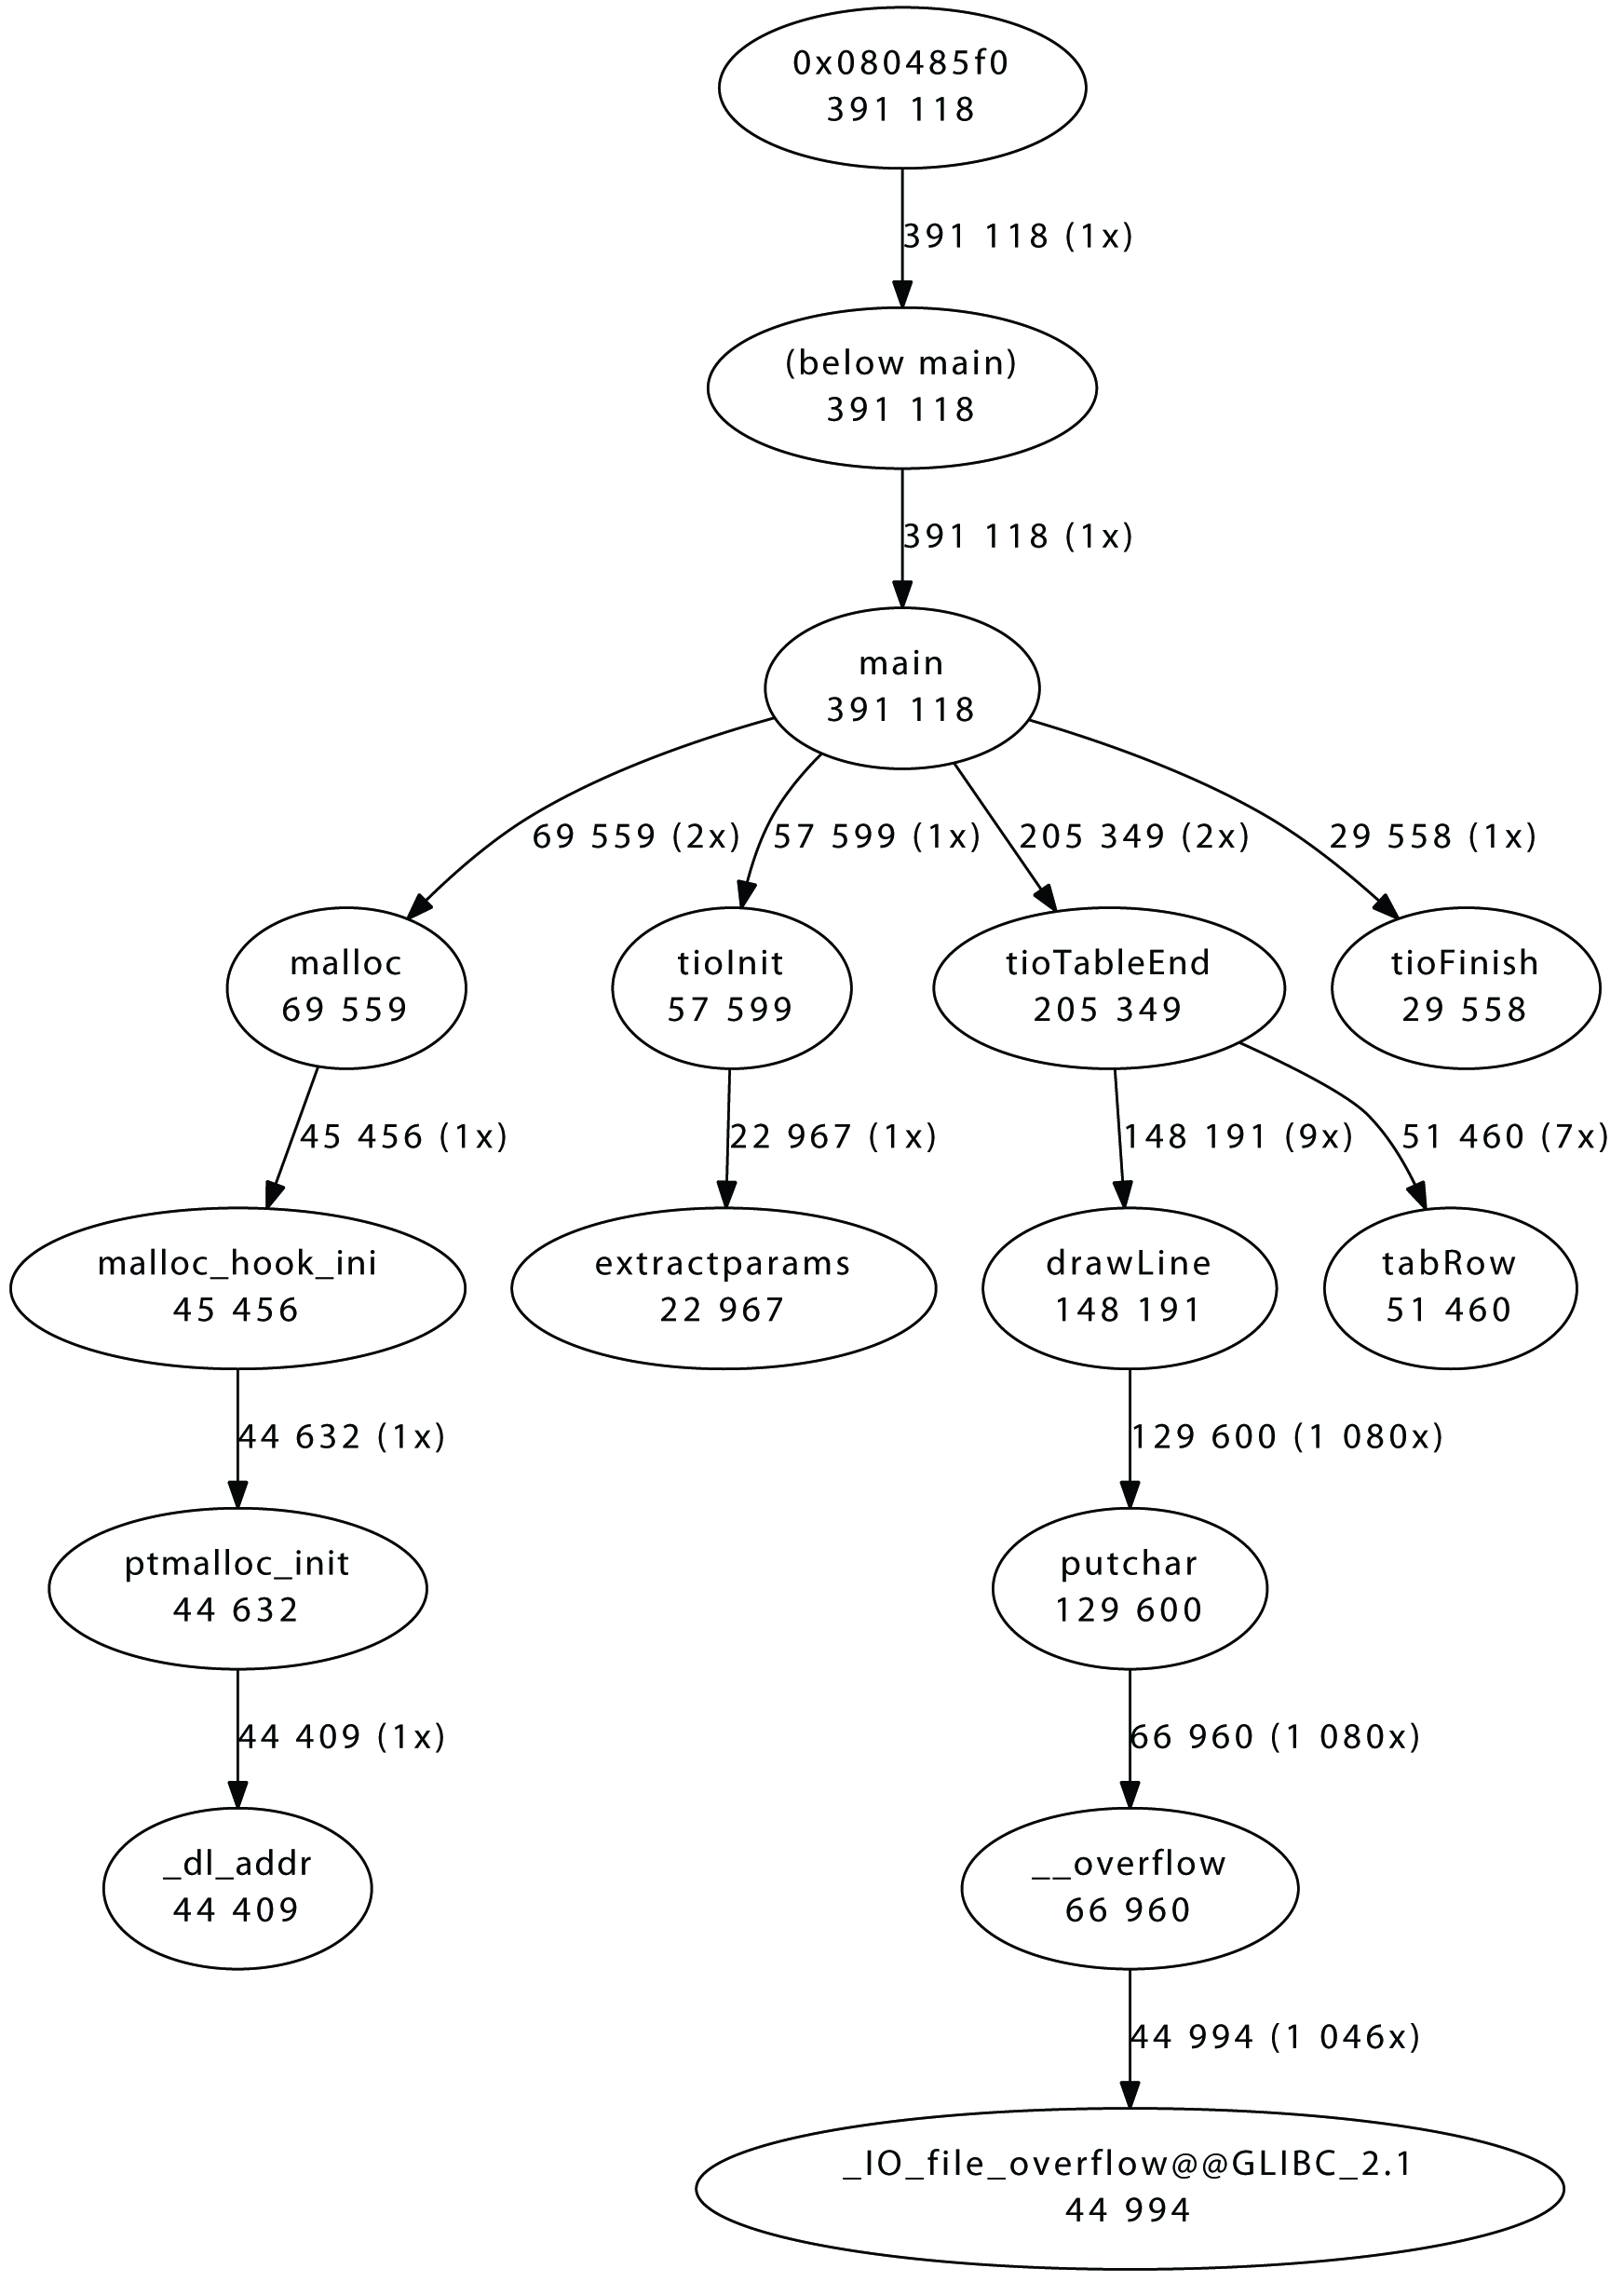 0x080485f0
391 118
391 118 (1x)
(below main)
391 118
391 118 (1x)
main
391 118
69 559 (2x)
57 599 (1x)
205 349 (2x)
29 558 (1x)
malloc
69 559
tioInit
57 599
tioTableEnd
205 349
tioFinish
29 558
45 456 (1x)
22 967 (1x)
148 191 (9x)
51 460 (7x)
malloc_hook_ini
45 456
extractparams
22 967
drawLine
148 191
tabRow
51 460
44 632 (1x)
129 600 (1 080x)
ptmalloc_init
44 632
putchar
129 600
44 409 (1x)
66 960 (1 080x)
_dl_addr
44 409
__overflow
66 960
44 994 (1 046x)
_IO_file_overflow@@GLIBC_2.1
44 994